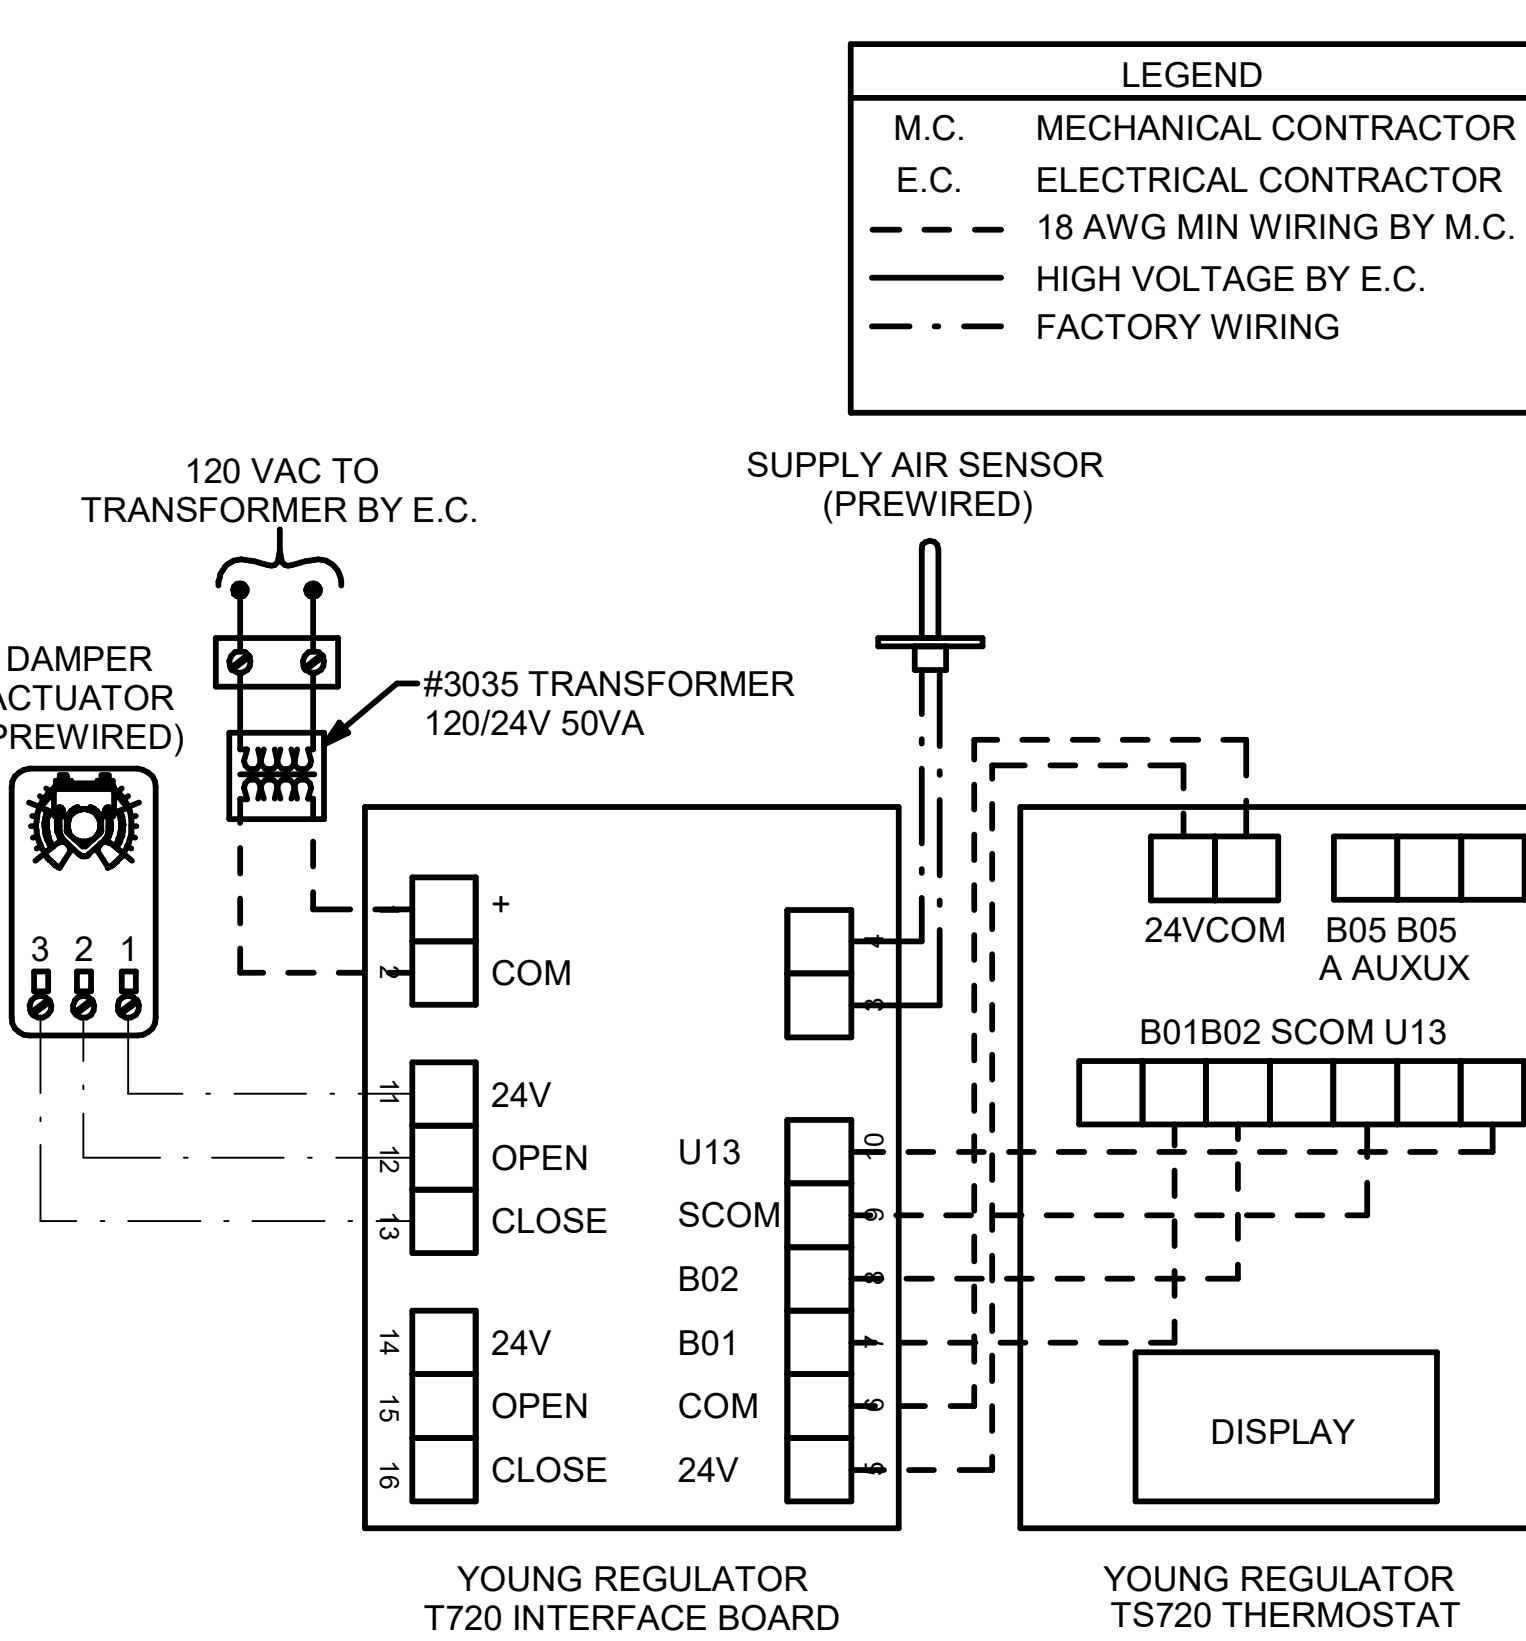 LEGEND
M.C. MECHANICAL CONTRACTOR
E.C. ELECTRICAL CONTRACTOR
18 AWG MIN WIRING BY M.C.
HIGH VOLTAGE BY E.C.
FACTORY WIRING
120 VAC TO
TRANSFORMER BY E.C.
SUPPLY AIR SENSOR
(PREWIRED)
DAMPER
ACTUATOR
PREWIRED)
#3035 TRANSFORMER
120/24V 50VA
3 2 1
1 +
2 COM
4
3
11 24V
12 OPEN
13 CLOSE
14 24V
15 OPEN
16 CLOSE
U13 10
SCOM 9
B02 8
B01 7
COM 6
24V 5
24VCOM
B05 B05
A AUXUX
B01B02 SCOM U13
DISPLAY
YOUNG REGULATOR
T720 INTERFACE BOARD
YOUNG REGULATOR
TS720 THERMOSTAT